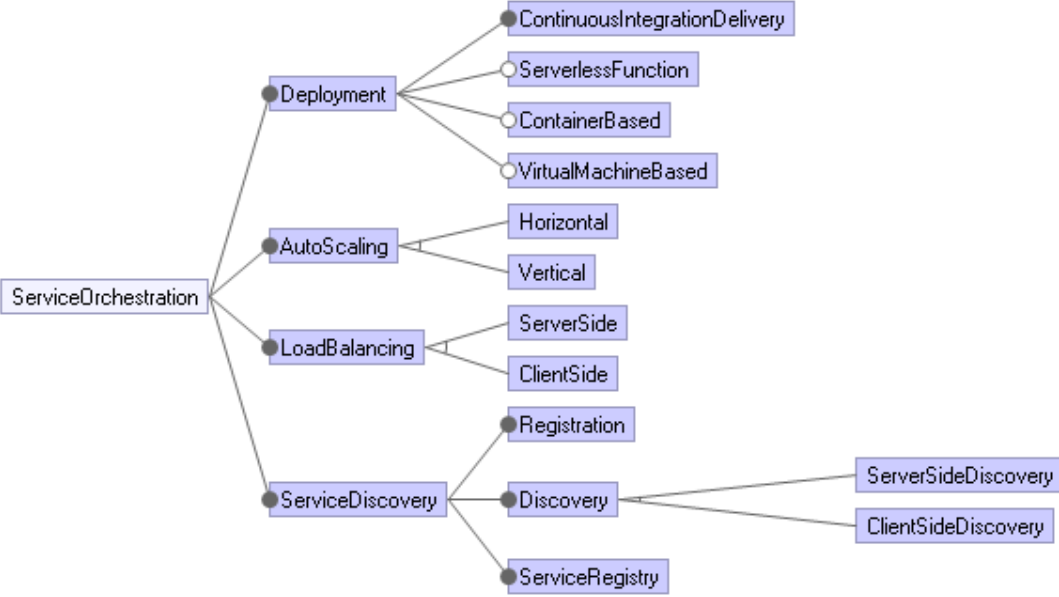 ContinuousIntegrationDelivery
ServerlessFunction
Deployment
ContainerBased
VirtualMachineBased
Horizontal
AutoScaling
Vertical
ServiceOrchestration
ServerSide
LoadBalancing
ClientSide
Registration
ServerSideDiscovery
ServiceDiscovery
Discovery
ClientSideDiscovery
ServiceRegistry